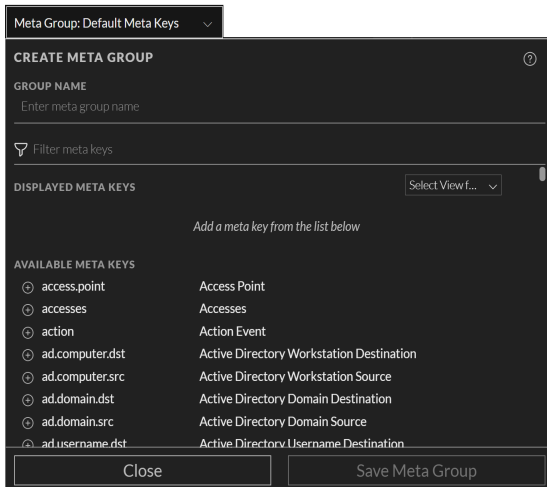 Meta Group: Default Meta Keys
CREATE META GROUP
GROUP NAME
Enter meta group name
Filter meta keys
DISPLAYED META KEYS Select View f...
Add a meta key from the list below
AVAILABLE META KEYS
access.point Access Point
accesses Accesses
action Action Event
ad.computer.dst Active Directory Workstation Destination
ad.computer.src Active Directory Workstation Source
ad.domain.dst Active Directory Domain Destination
ad.domain.src Active Directory Domain Source
ad.username.dst Active Directory Username Destination
Close Save Meta Group